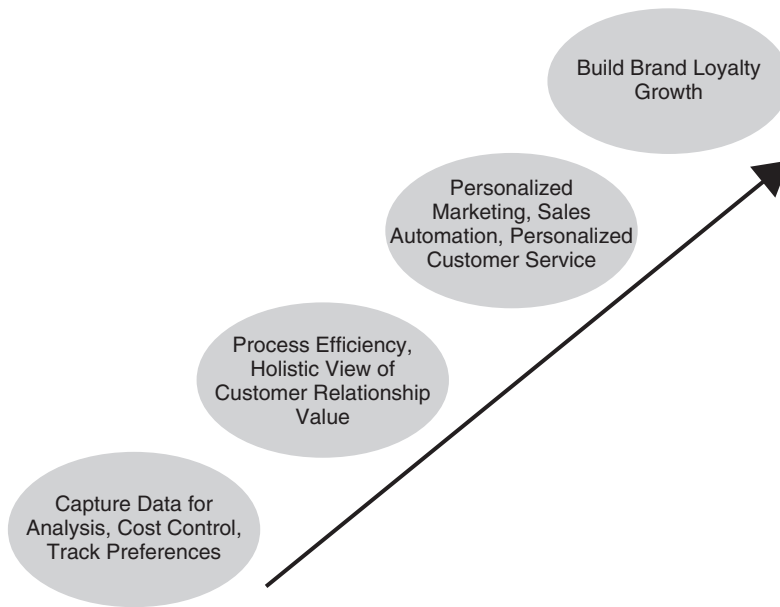 Build Brand Loyalty
Growth
Personalized
Marketing, Sales
Automation, Personalized
Customer Service
Process Efficiency,
Holistic View of
Customer Relationship
Value
Capture Data for
Analysis, Cost Control,
Track Preferences